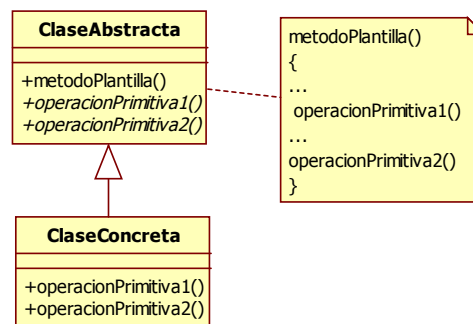 ClaseAbstracta
+metodoPlantilla()
+operacionPrimitiva1()
+operacionPrimitiva2()
metodoPlantilla()
{
...
operacionPrimitiva1()
...
operacionPrimitiva2()
}
ClaseConcreta
+operacionPrimitiva1()
+operacionPrimitiva2()